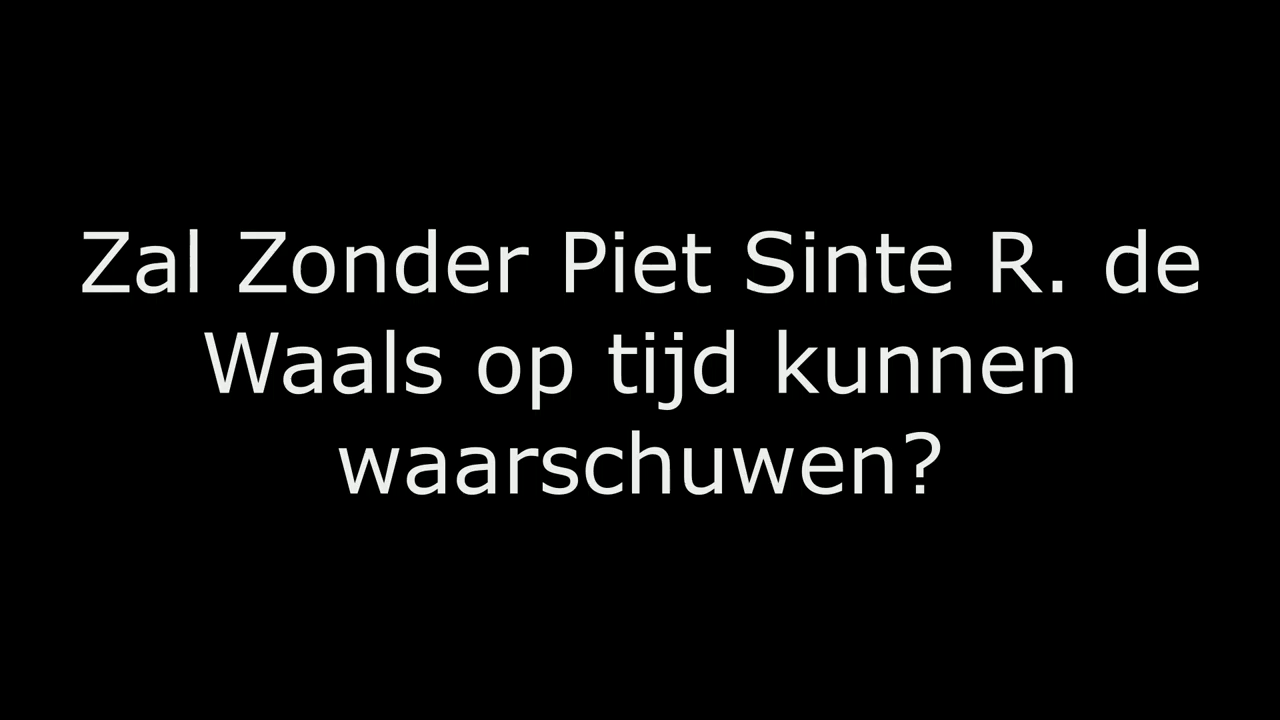 Zal Zonder Piet Sinte R. de
Waals op tijd kunnen
waarschuwen?